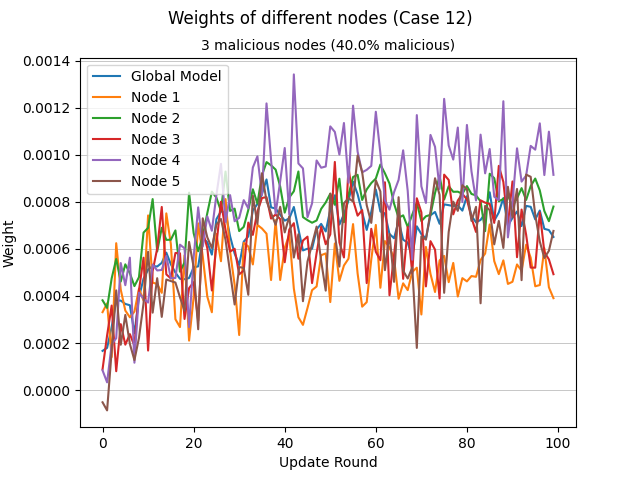 Weights of different nodes (Case 12)
3 malicious nodes (40.0% malicious)
0.0014
0.0012
0.0010
0.0008
0.0006
0.0004
0.0002
0.0000
Weight
Global Model
Node 1
Node 2
Node 3
Node 4
Node 5
0 20 40 60 80 100
Update Round